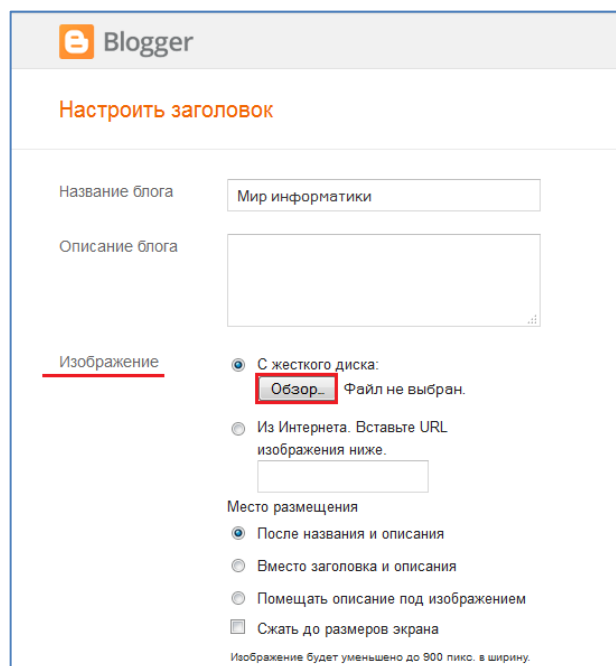 Blogger
Настроить заголовок
Название блога
Мир информатики
Описание блога
Изображение
С жесткого диска:
Обзор... Файл не выбран.
Из Интернета. Вставьте URL
изображения ниже.
Место размещения
После названия и описания
Вместо заголовка и описания
Помещать описание под изображением
Сжать до размеров экрана
Изображение будет уменьшено до 900 пикс. в ширину.